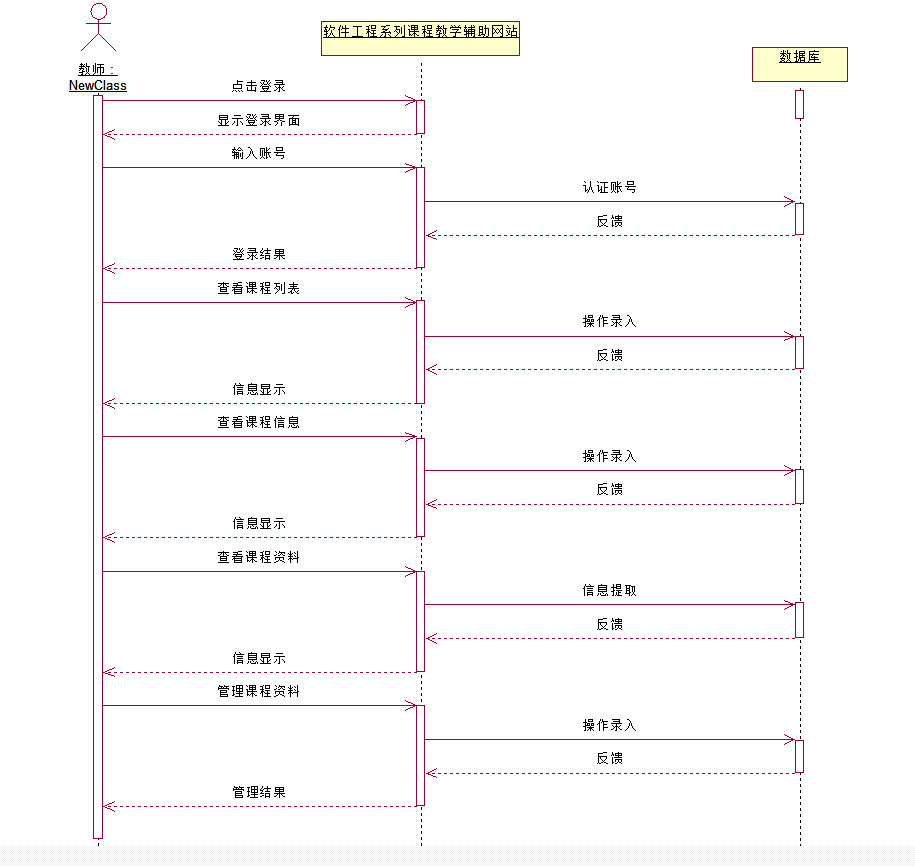 软件工程系列课程教学辅助网站
数据库
教师：
NewClass
点击登录
显示登录界面
输入账号
认证账号
反馈
登录结果
查看课程列表
操作录入
反馈
信息显示
查看课程信息
操作录入
反馈
信息显示
查看课程资料
信息提取
反馈
信息显示
管理课程资料
操作录入
反馈
管理结果